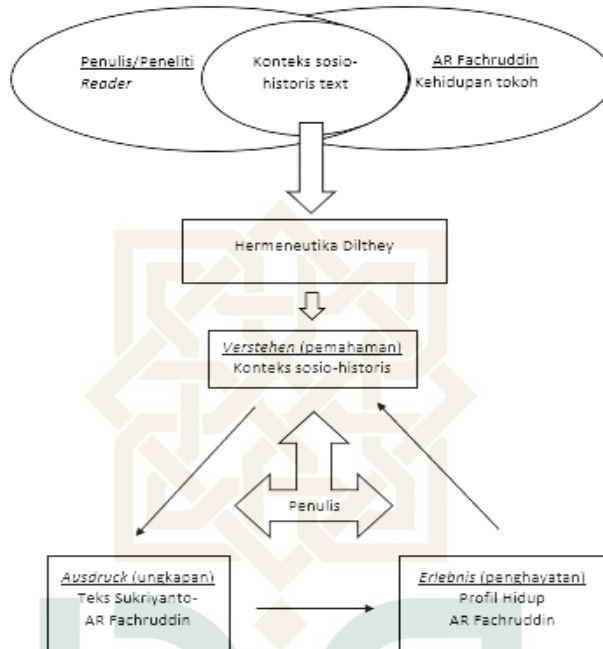 Penulis/Peneliti
Reader
Konteks sosio-
historis text
AR Fachruddin
Kehidupan tokoh
Hermeneutika Dilthey
Verstehen (pemahaman)
Konteks sosio-historis
Penulis
Ausdruck (ungkapan)
Teks Sukriyanto-
AR Fachruddin
Erlebnis (penghayatan)
Profil Hidup
AR Fachruddin